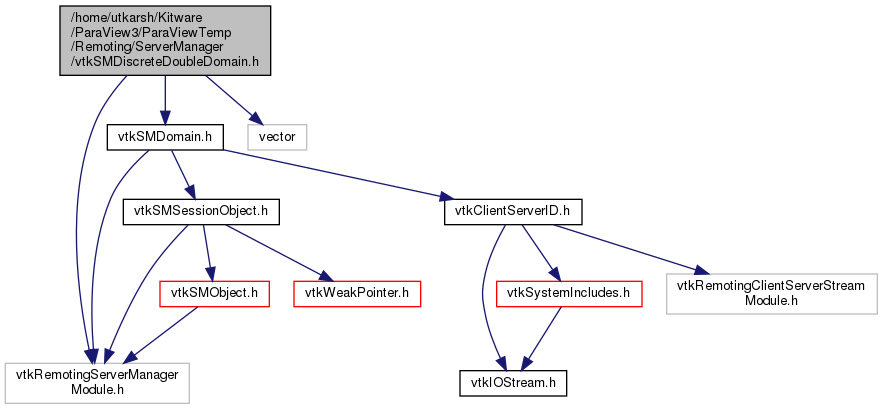 /home/utkarsh/Kitware
/ParaView3/ParaViewTemp
/Remoting/ServerManager
/vtkSMDiscreteDoubleDomain.h
vtkSMDomain.h
vector
vtkSMSessionObject.h
vtkClientServerID.h
vtkSMObject.h
vtkWeakPointer.h
vtkSystemIncludes.h
vtkRemotingClientServerStream
Module.h
vtkRemotingServerManager
Module.h
vtkIOStream.h